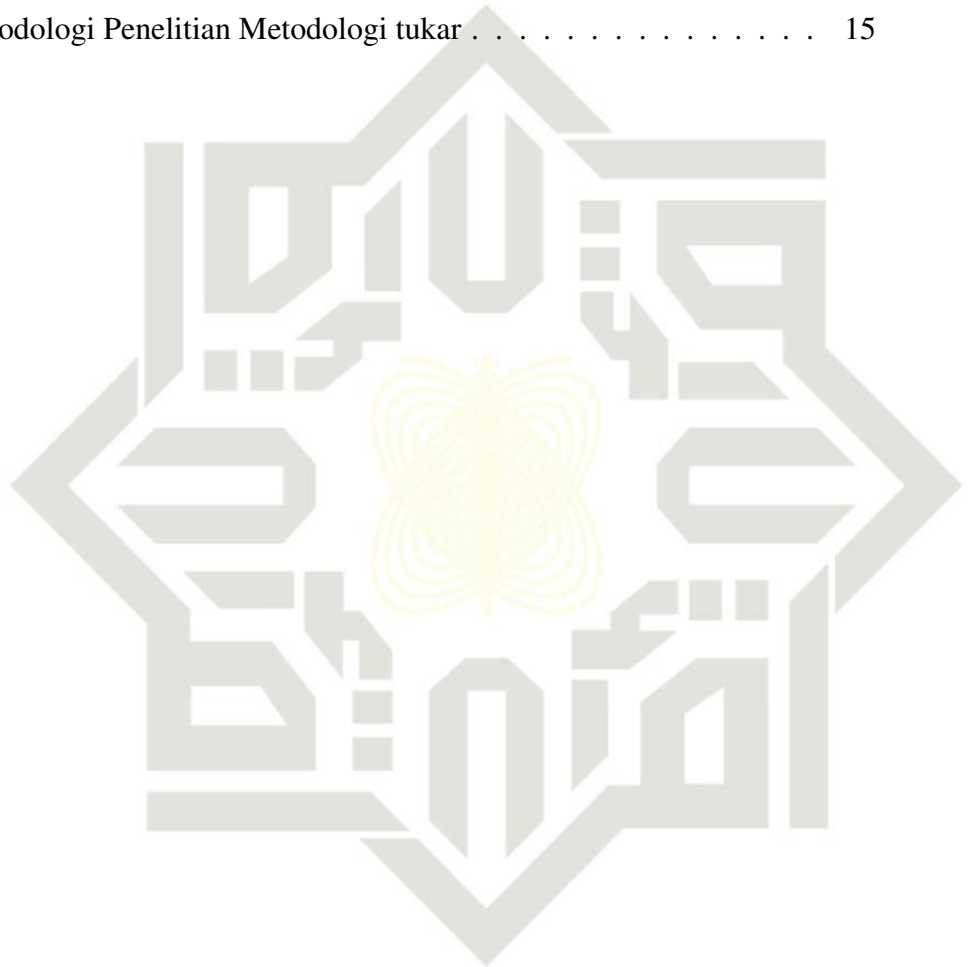 odologi Penelitian Metodologi tukar . . . . . . . . . . . . . . . 15